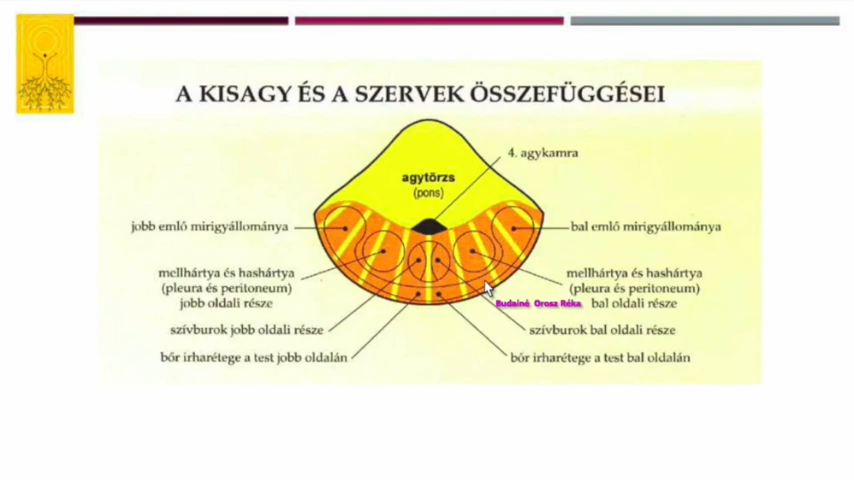 A KISAGY ÉS A SZERVEK ÖSSZEFÜGGÉSEI
4. agykamra
agytörzs
(pons)
jobb emlő mirigyállománya
bal emlő mirigyállománya
mellhártya és hashártya
(pleura és peritoneum)
jobb oldali része
mellhártya és hashártya
(pleura és peritoneum)
bal oldali része
Budainé Orosz Réka
szívburok jobb oldali része
szívburok bal oldali része
bőr irharétege a test jobb oldalán
bőr irharétege a test bal oldalán